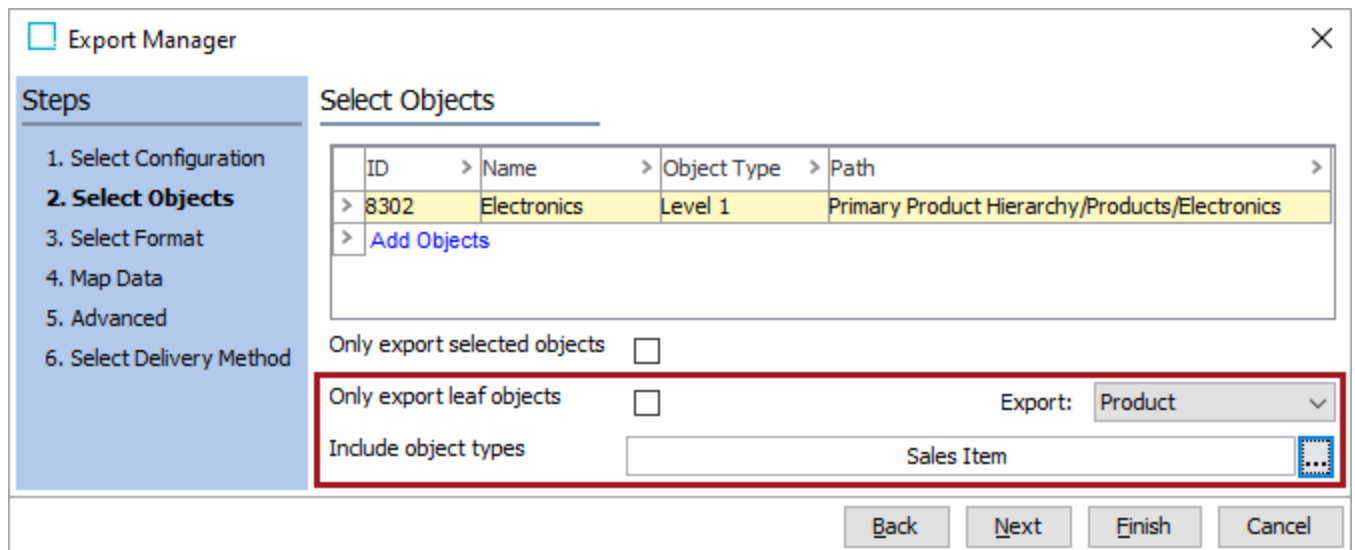 Export Manager
Steps
1. Select Configuration
2. Select Objects
3. Select Format
4. Map Data
5. Advanced
6. Select Delivery Method
Select Objects
ID > Name > Object Type > Path >
> 8302 Electronics Level 1 Primary Product Hierarchy/Products/Electronics
> Add Objects
Only export selected objects
Only export leaf objects Export: Product
Include object types Sales Item ...
Back Next Finish Cancel